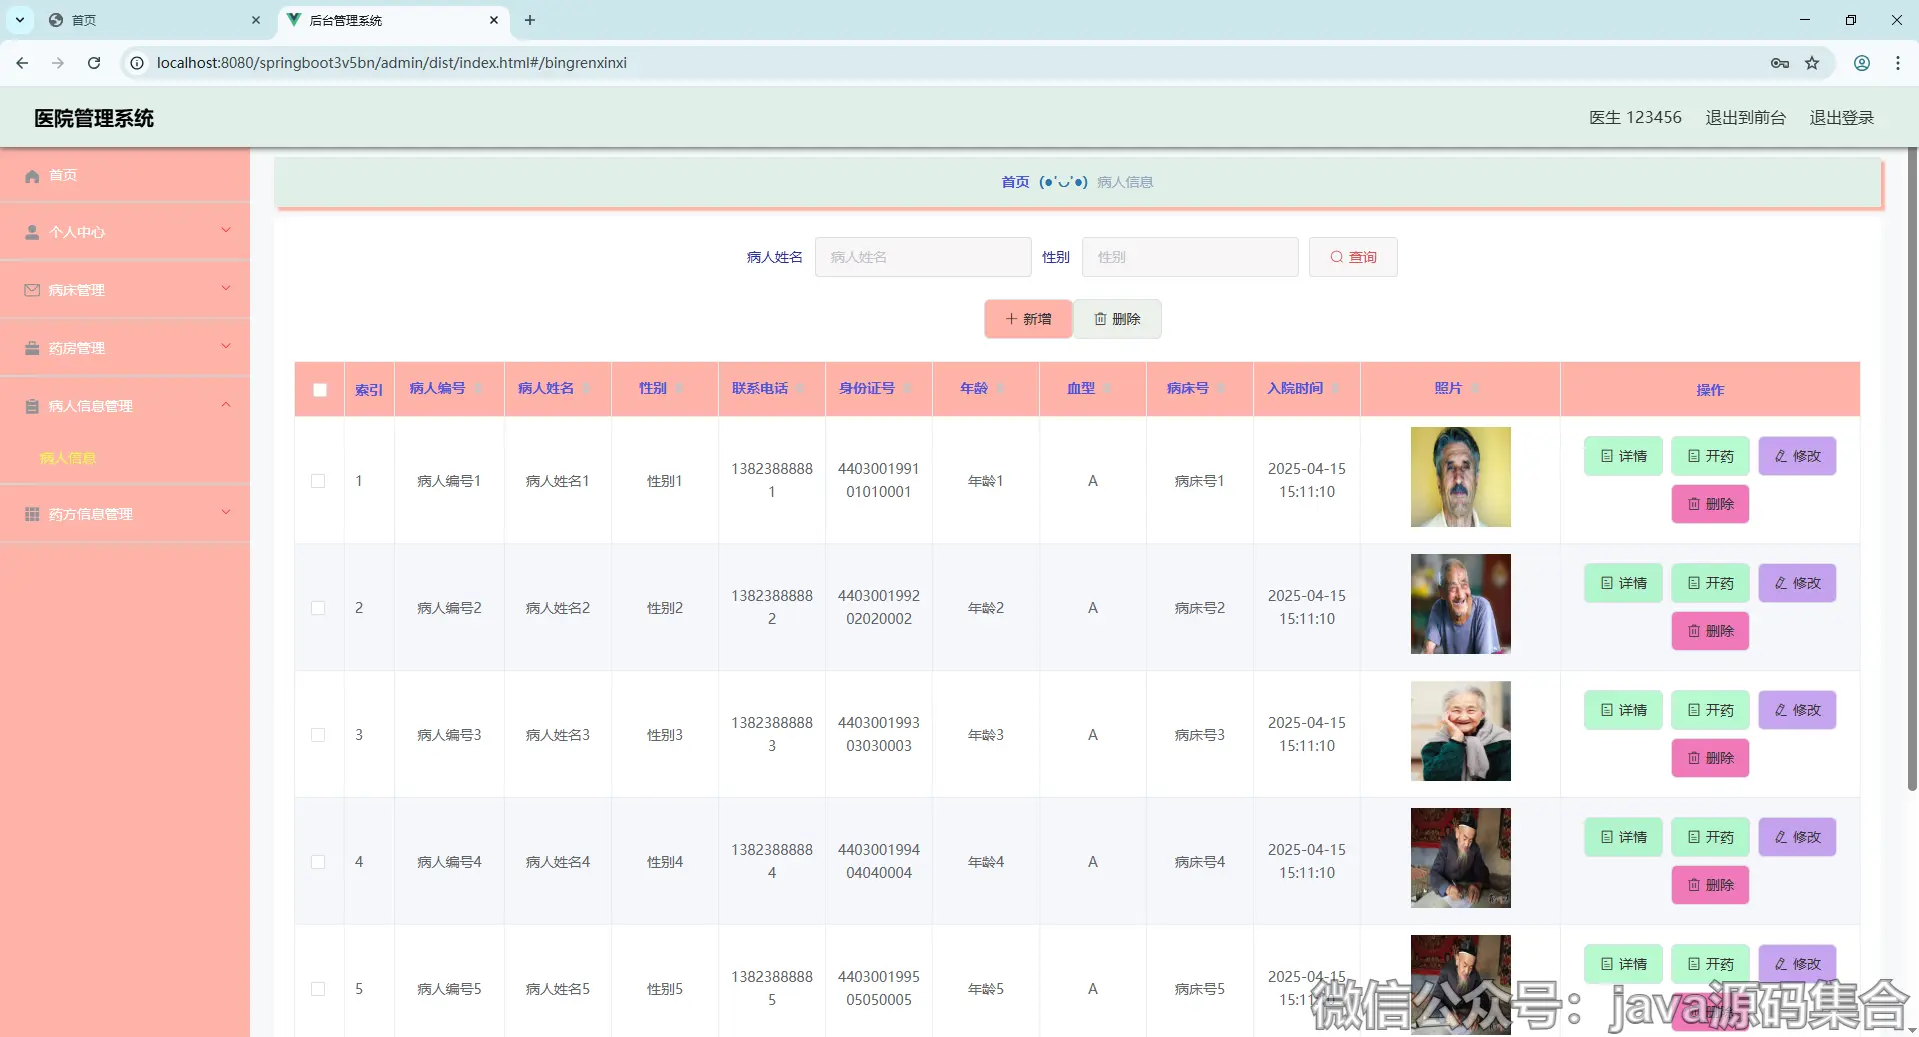 首页
后台管理系统
localhost:8080/springboot3v5bn/admin/dist/index.html#/bingrenxinxi
医院管理系统
医生 123456 退出到前台 退出登录
首页
个人中心
病床管理
药房管理
病人信息管理
病人信息
药方信息管理
首页 (●'◡'●) 病人信息
病人姓名 病人姓名 性别 性别 查询
新增 删除
索引 病人编号 病人姓名 性别 联系电话 身份证号 年龄 血型 病床号 入院时间 照片 操作
1 病人编号1 病人姓名1 性别1 13823888881 440300199101010001 年龄1 A 病床号1 2025-04-15 15:11:10 详情 开药 修改 删除
2 病人编号2 病人姓名2 性别2 13823888882 440300199202020002 年龄2 A 病床号2 2025-04-15 15:11:10 详情 开药 修改 删除
3 病人编号3 病人姓名3 性别3 13823888883 440300199303030003 年龄3 A 病床号3 2025-04-15 15:11:10 详情 开药 修改 删除
4 病人编号4 病人姓名4 性别4 13823888884 440300199404040004 年龄4 A 病床号4 2025-04-15 15:11:10 详情 开药 修改 删除
5 病人编号5 病人姓名5 性别5 13823888885 440300199505050005 年龄5 A 病床号5 2025-04-15 详情 开药 修改
微信公众号：java源码集合